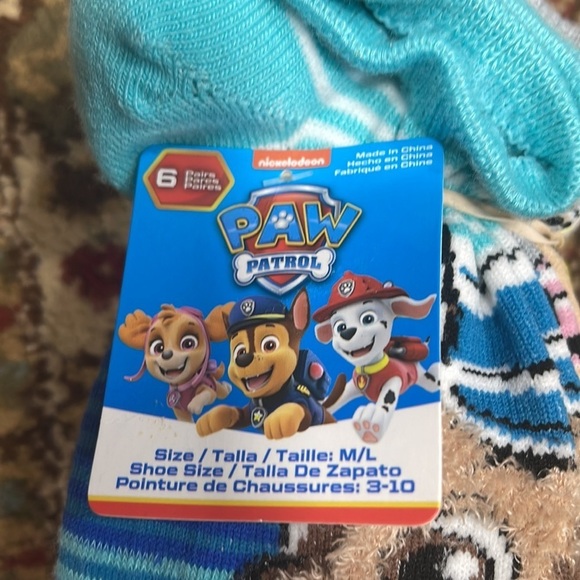 nickelodeon
6 Pairs
Pares
Paires
Made in China
Hecho en China
Fabriqué en Chine
PAW
PATROL
Size / Talla / Taille: M/L
Shoe Size / Talla De Zapato
Pointure de Chaussures: 3-10